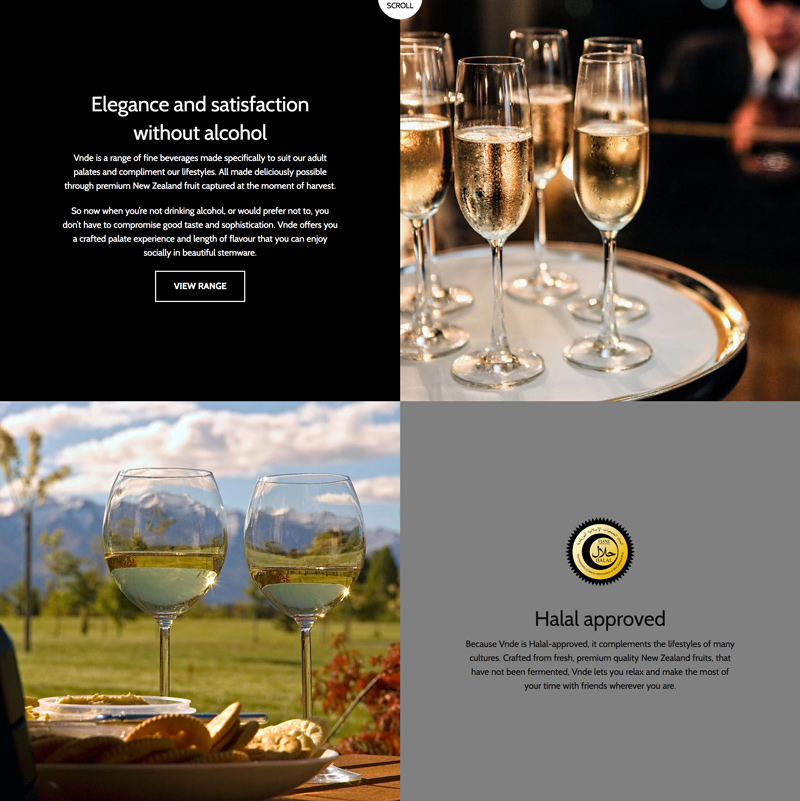 SCROLL
Elegance and satisfaction
without alcohol
Vnde is a range of fine beverages made specifically to suit our adult
palates and compliment our lifestyles. All made deliciously possible
through premium New Zealand fruit captured at the moment of harvest.
So now when you're not drinking alcohol, or would prefer not to, you
don't have to compromise good taste and sophistication. Vnde offers you
a crafted palate experience and length of flavour that you can enjoy
socially in beautiful stemware.
VIEW RANGE
حلال
HALAL
Halal approved
Because Vnde is Halal-approved, it complements the lifestyles of many
cultures. Crafted from fresh, premium quality New Zealand fruits, that
have not been fermented, Vnde lets you relax and make the most of
your time with friends wherever you are.